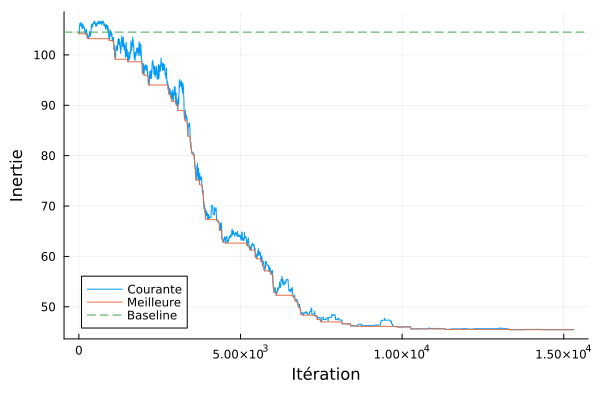 100
90
80
70
60
50
Inertie
Courante
Meilleure
Baseline
0
5.00×10³
1.00×10⁴
1.50×10⁴
Itération